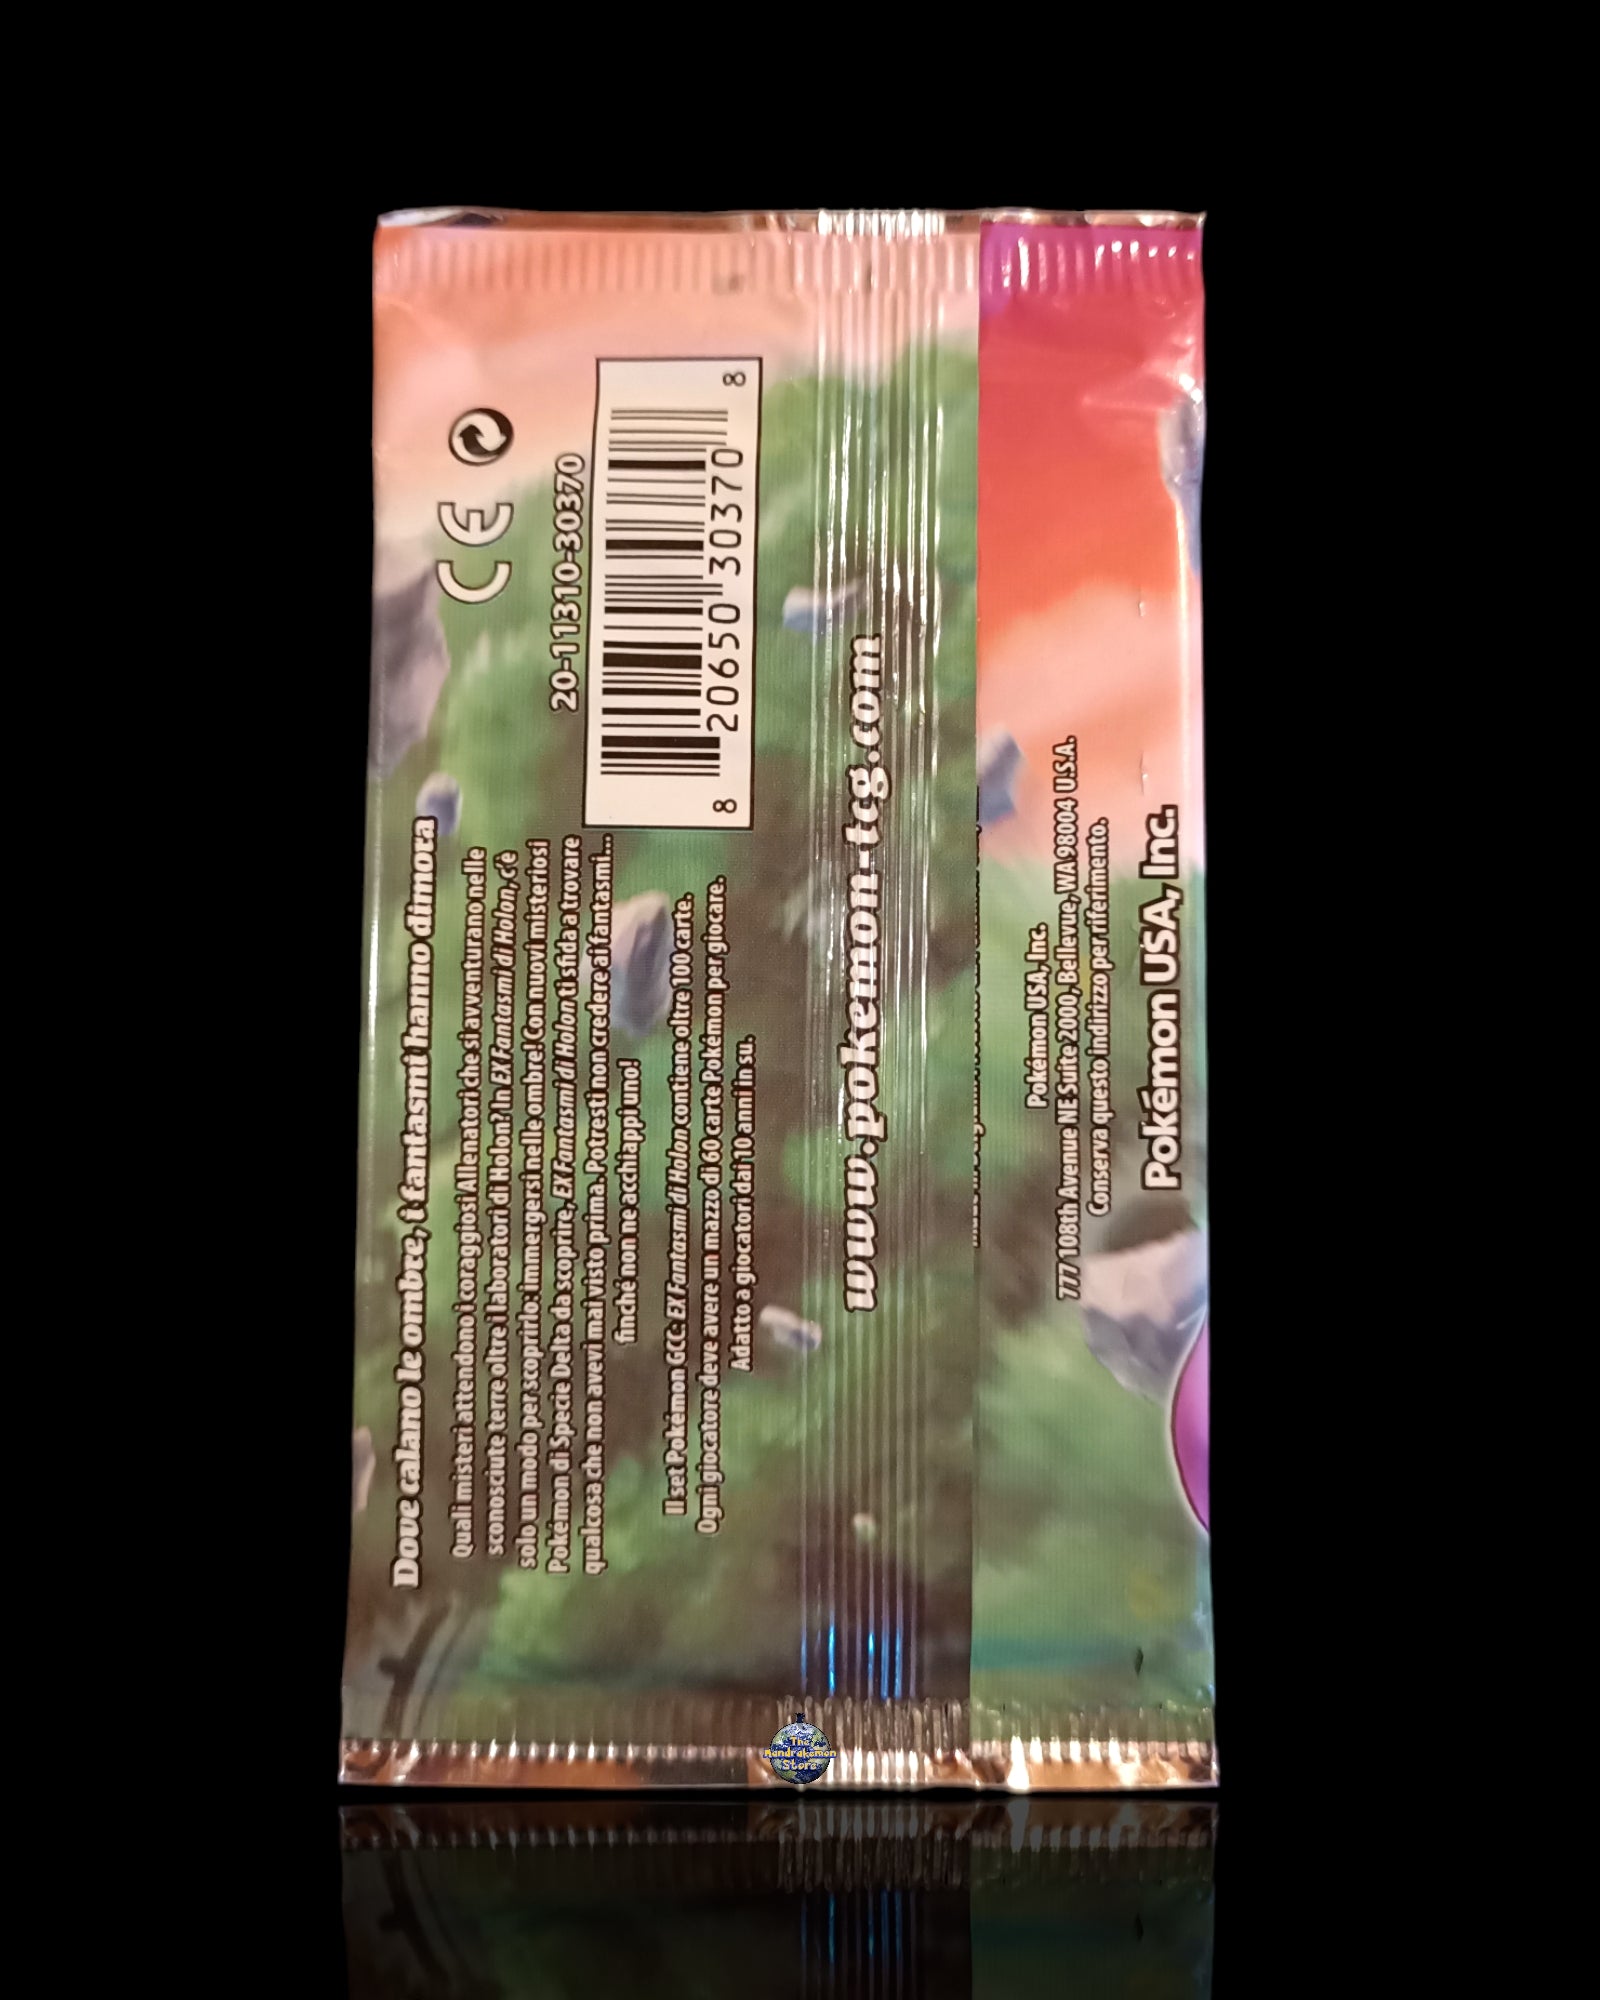 Dove calano le ombre, i fantasmi hanno dimora
Quali misteri attendono i coraggiosi Allenatori che si avventurano nelle
sconosciute terre oltre i laboratori di Holon? In EX Fantasmi di Holon, c'è
solo un modo per scoprirlo: immergersi nelle ombre! Con nuovi misteriosi
Pokémon di Specie Delta da scoprire, EX Fantasmi di Holon ti sfida a trovare
qualcosa che non avevi mai visto prima. Potresti non credere ai fantasmi...
finché non ne acchiappi uno!
Il set Pokémon GCC: EX Fantasmi di Holon contiene oltre 100 carte.
Ogni giocatore deve avere un mazzo di 60 carte Pokémon per giocare.
Adatto a giocatori dai 10 anni in su.
CE
20-11310-30370
8 20650 30370 8
www.pokemon-tcg.com
Pokémon USA, Inc.
777 108th Avenue NE Suite 2000, Bellevue, WA 98004 U.S.A.
Conserva questo indirizzo per riferimento.
Pokémon USA, Inc.
The
Mandrakemon
Store